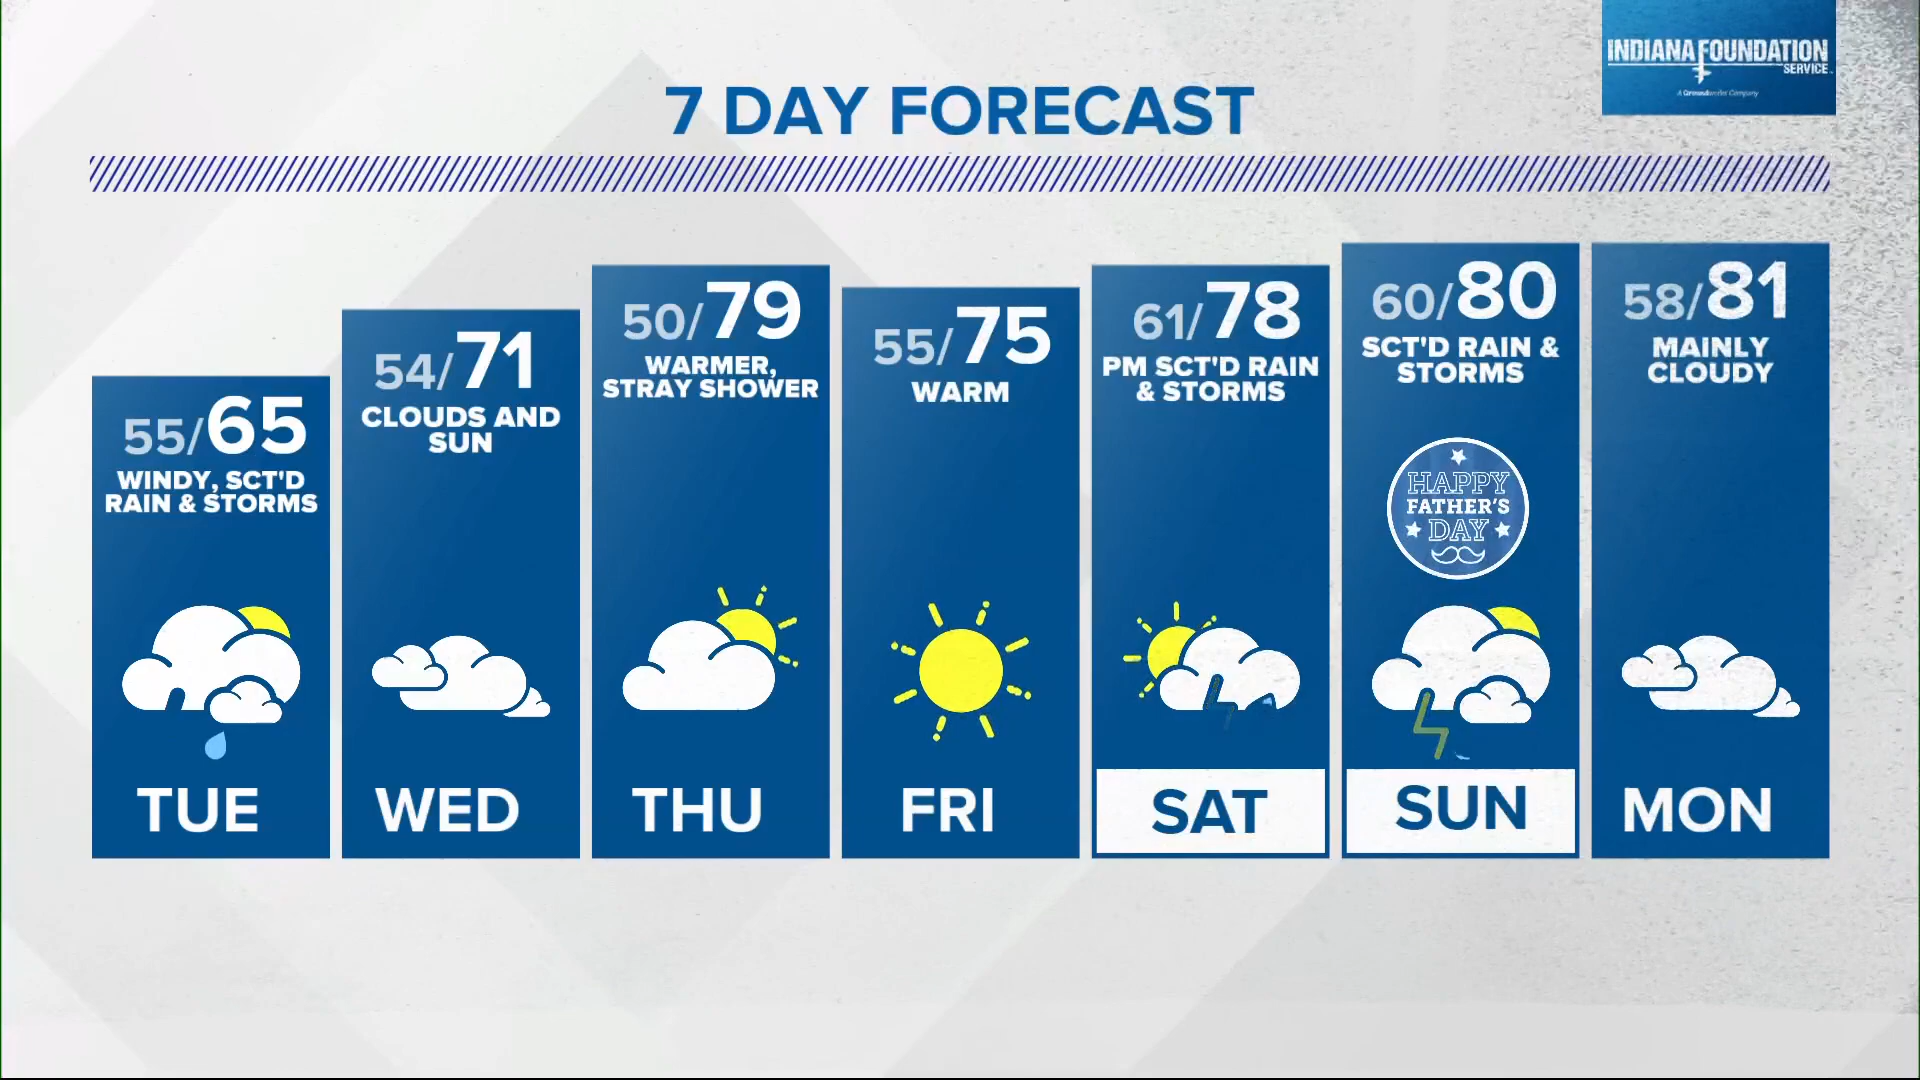 INDIANA FOUNDATION
SERVICE
A Groundworks Company
7 DAY FORECAST
55/65
WINDY, SCT'D
RAIN & STORMS
TUE
54/71
CLOUDS AND
SUN
WED
50/79
WARMER,
STRAY SHOWER
THU
55/75
WARM
FRI
61/78
PM SCT'D RAIN
& STORMS
SAT
60/80
SCT'D RAIN &
STORMS
HAPPY
FATHER'S
DAY
SUN
58/81
MAINLY
CLOUDY
MON